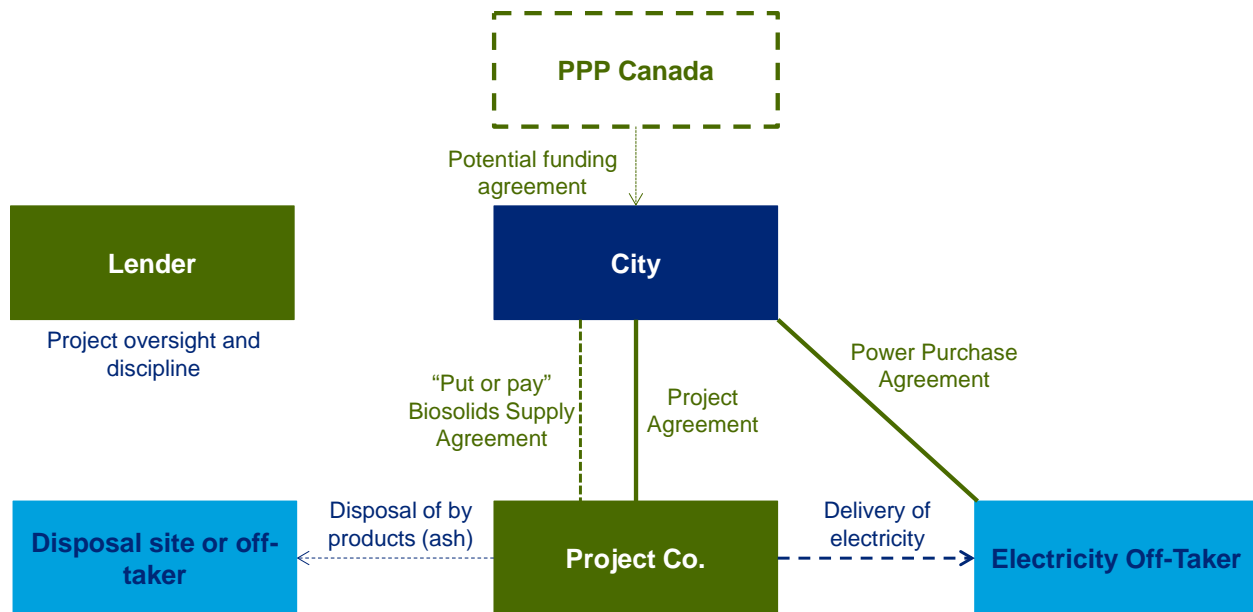 PPP Canada
Potential funding
agreement
Lender
City
Project oversight and
discipline
“Put or pay”
Biosolids Supply
Agreement
Project
Agreement
Power Purchase
Agreement
Disposal site or off-
taker
Disposal of by
products (ash)
Project Co.
Delivery of
electricity
Electricity Off-Taker